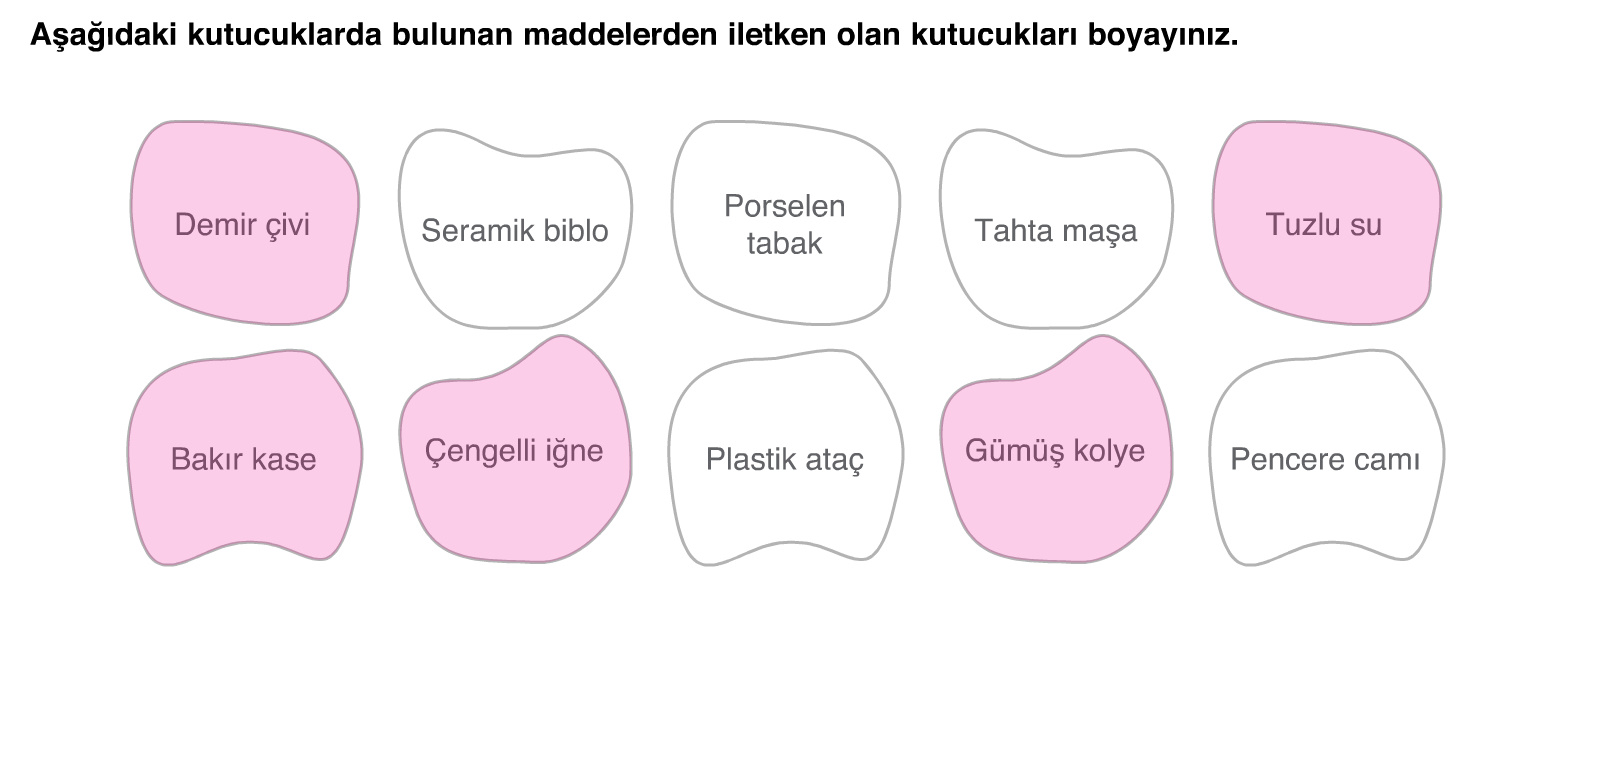 Aşağıdaki kutucuklarda bulunan maddelerden iletken olan kutucukları boyayınız.
Demir çivi
Seramik biblo
Porselen
tabak
Tahta maşa
Tuzlu su
Bakır kase
Çengelli iğne
Plastik ataç
Gümüş kolye
Pencere camı